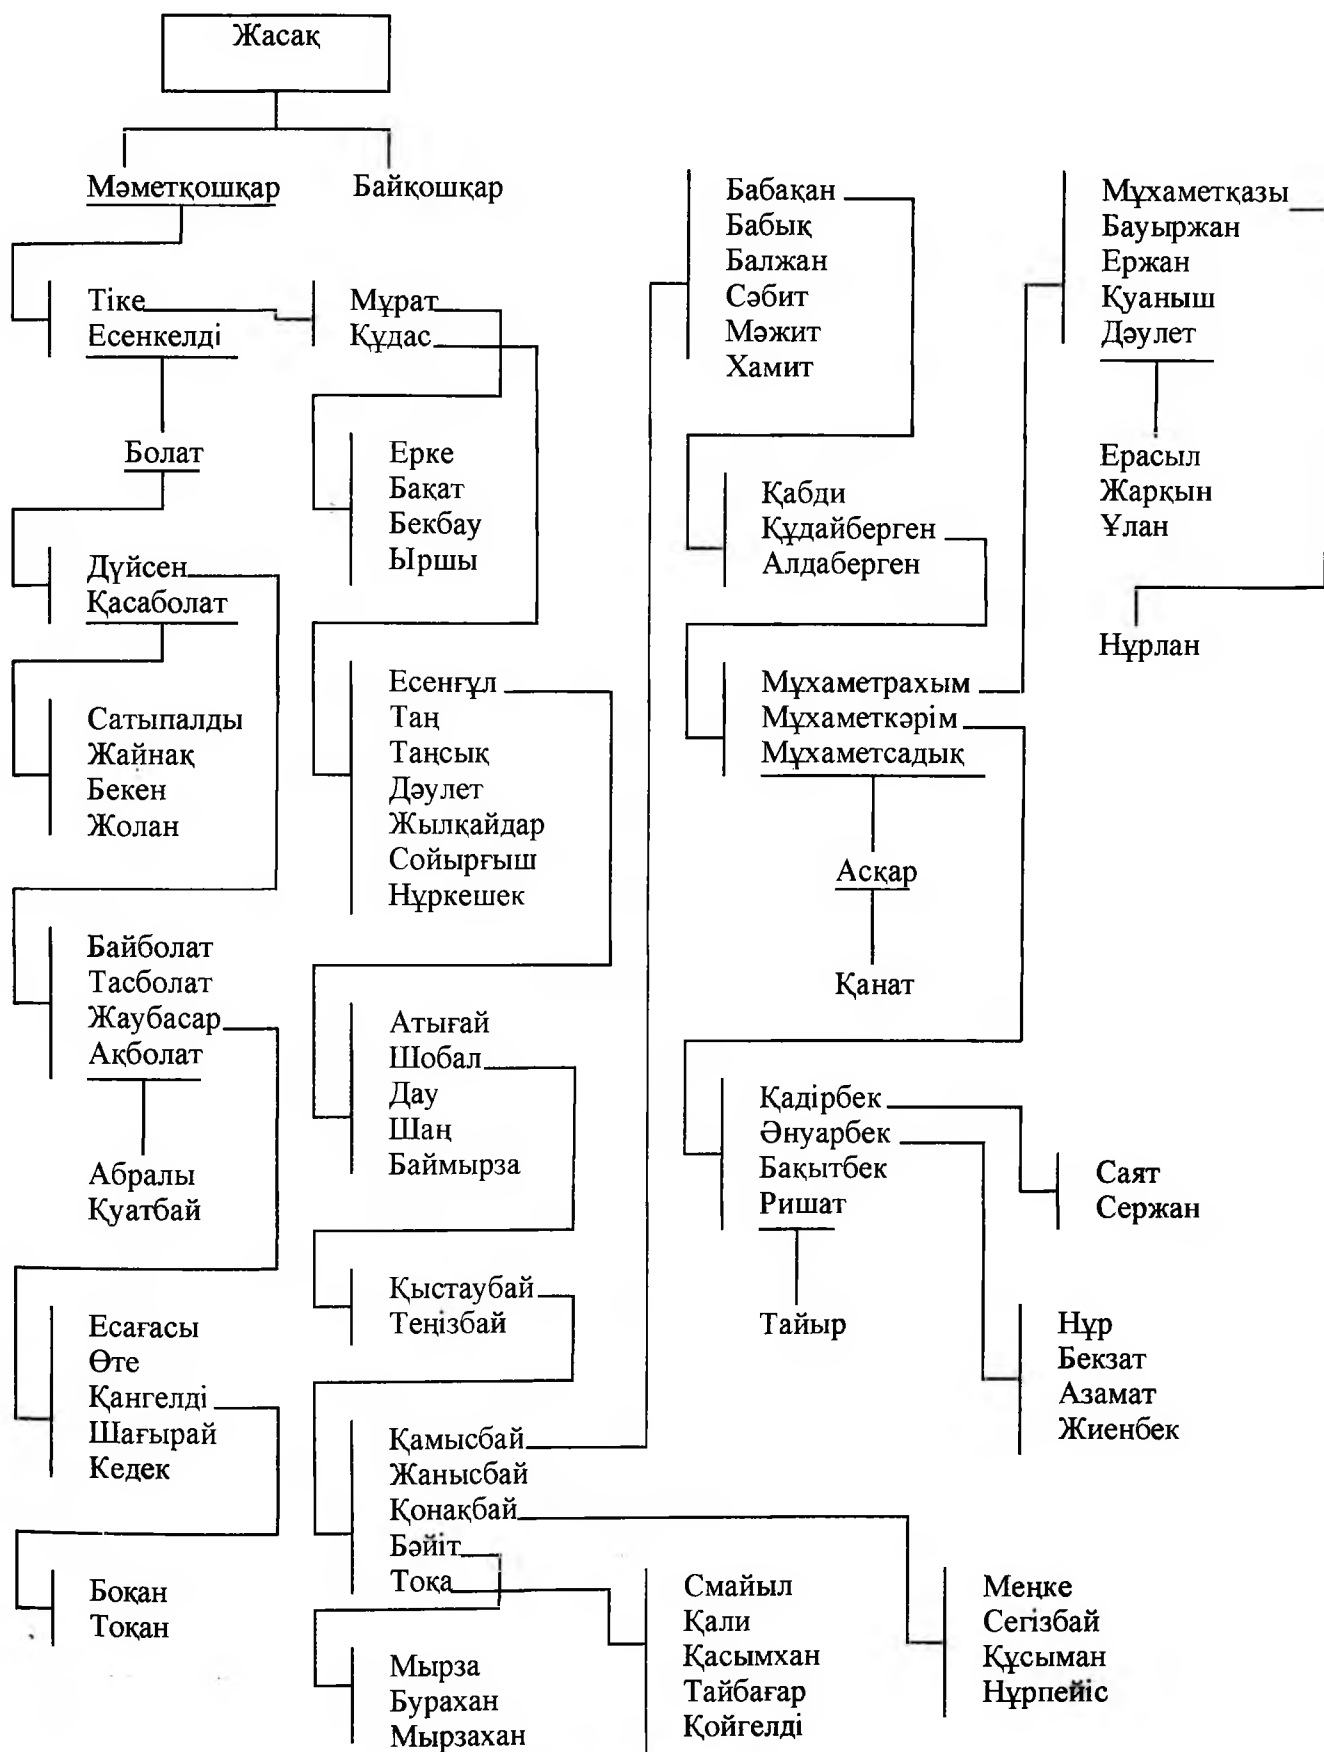 Жасақ
Мәметқошқар
Байқошқар
Тіке
Есенкелді
Болат
Дүйсен
Қасаболат
Сатыпалды
Жайнақ
Бекен
Жолан
Байболат
Тасболат
Жаубасар
Ақболат
Абралы
Қуатбай
Есағасы
Өте
Қангелді
Шағырай
Кедек
Боқан
Тоқан
Мұрат
Құдас
Ерке
Бақат
Бекбау
Ыршы
Есенғұл
Таң
Таңсық
Дәулет
Жылқайдар
Сойырғыш
Нұркешек
Атығай
Шобал
Дау
Шаң
Баймырза
Қыстаубай
Теңізбай
Қамысбай
Жанысбай
Қонақбай
Бәйіт
Тоқа
Мырза
Бурахан
Мырзахан
Бабақан
Бабық
Балжан
Сәбит
Мәжит
Хамит
Қабди
Құдайберген
Алдаберген
Мұхаметрахым
Мұхаметкәрім
Мұхаметсадық
Асқар
Қанат
Қадірбек
Әнуарбек
Бақытбек
Ришат
Тайыр
Смайыл
Қали
Қасымхан
Тайбағар
Қойгелді
Мұхаметқазы
Бауыржан
Ержан
Қуаныш
Дәулет
Ерасыл
Жарқын
Ұлан
Нұрлан
Саят
Сержан
Нұр
Бекзат
Азамат
Жиенбек
Меңке
Сегізбай
Құсыман
Нұрпейіс